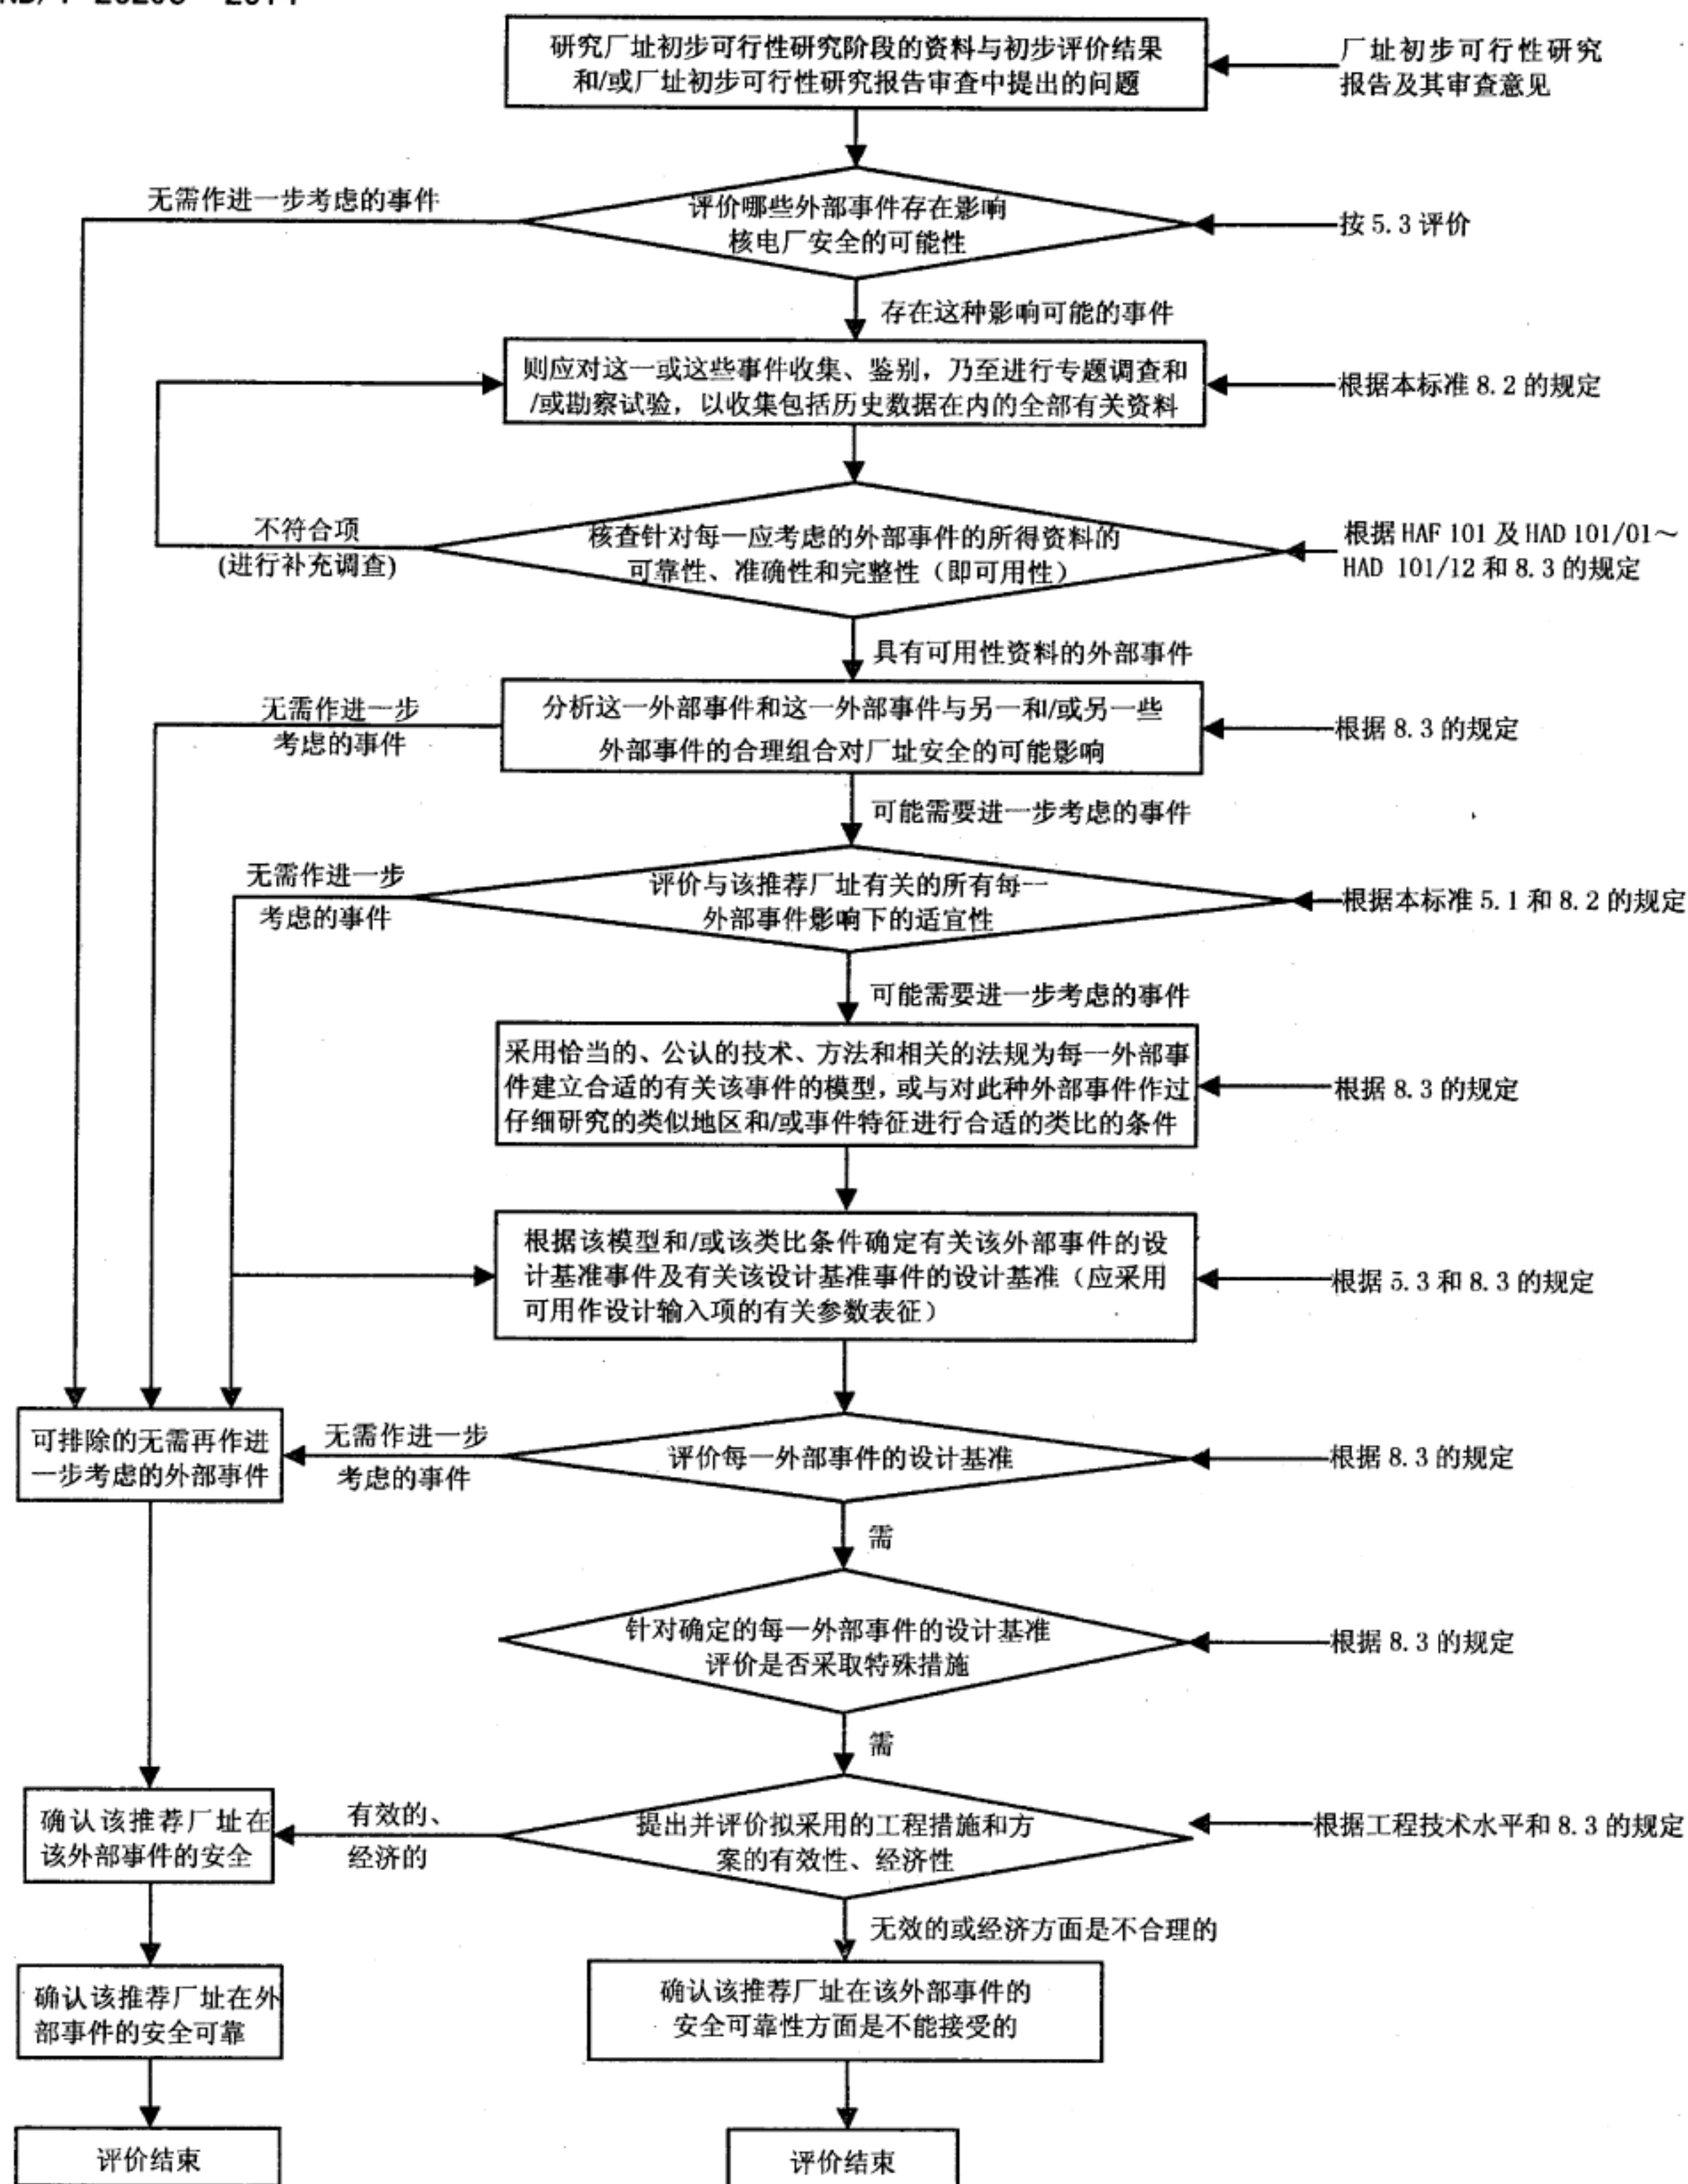 研究厂址初步可行性研究阶段的资料与初步评价结果
和/或厂址初步可行性研究报告审查中提出的问题
厂址初步可行性研究
报告及其审查意见
无需作进一步考虑的事件
评价哪些外部事件存在影响
核电厂安全的可能性
按 5.3 评价
存在这种影响可能的事件
则应对这一或这些事件收集、鉴别，乃至进行专题调查和
/或勘察试验，以收集包括历史数据在内的全部有关资料
根据本标准 8.2 的规定
不符合项
(进行补充调查)
核查针对每一应考虑的外部事件的所得资料的
可靠性、准确性和完整性（即可用性）
根据 HAF 101 及 HAD 101/01～
HAD 101/12 和 8.3 的规定
具有可用性资料的外部事件
无需作进一步
考虑的事件
分析这一外部事件和这一外部事件与另一和/或另一些
外部事件的合理组合对厂址安全的可能影响
根据 8.3 的规定
可能需要进一步考虑的事件
无需作进一步
考虑的事件
评价与该推荐厂址有关的所有每一
外部事件影响下的适宜性
根据本标准 5.1 和 8.2 的规定
可能需要进一步考虑的事件
采用恰当的、公认的技术、方法和相关的法规为每一外部事
件建立合适的有关该事件的模型，或与对此种外部事件作过
仔细研究的类似地区和/或事件特征进行合适的类比的条件
根据 8.3 的规定
根据该模型和/或该类比条件确定有关该外部事件的设
计基准事件及有关该设计基准事件的设计基准（应采用
可用作设计输入项的有关参数表征）
根据 5.3 和 8.3 的规定
可排除的无需再作进
一步考虑的外部事件
无需作进一步
考虑的事件
评价每一外部事件的设计基准
根据 8.3 的规定
需
针对确定的每一外部事件的设计基准
评价是否采取特殊措施
根据 8.3 的规定
需
确认该推荐厂址在
该外部事件的安全
有效的、
经济的
提出并评价拟采用的工程措施和方
案的有效性、经济性
根据工程技术水平和 8.3 的规定
无效的或经济方面是不合理的
确认该推荐厂址在外
部事件的安全可靠
确认该推荐厂址在该外部事件的
安全可靠性方面是不能接受的
评价结束
评价结束